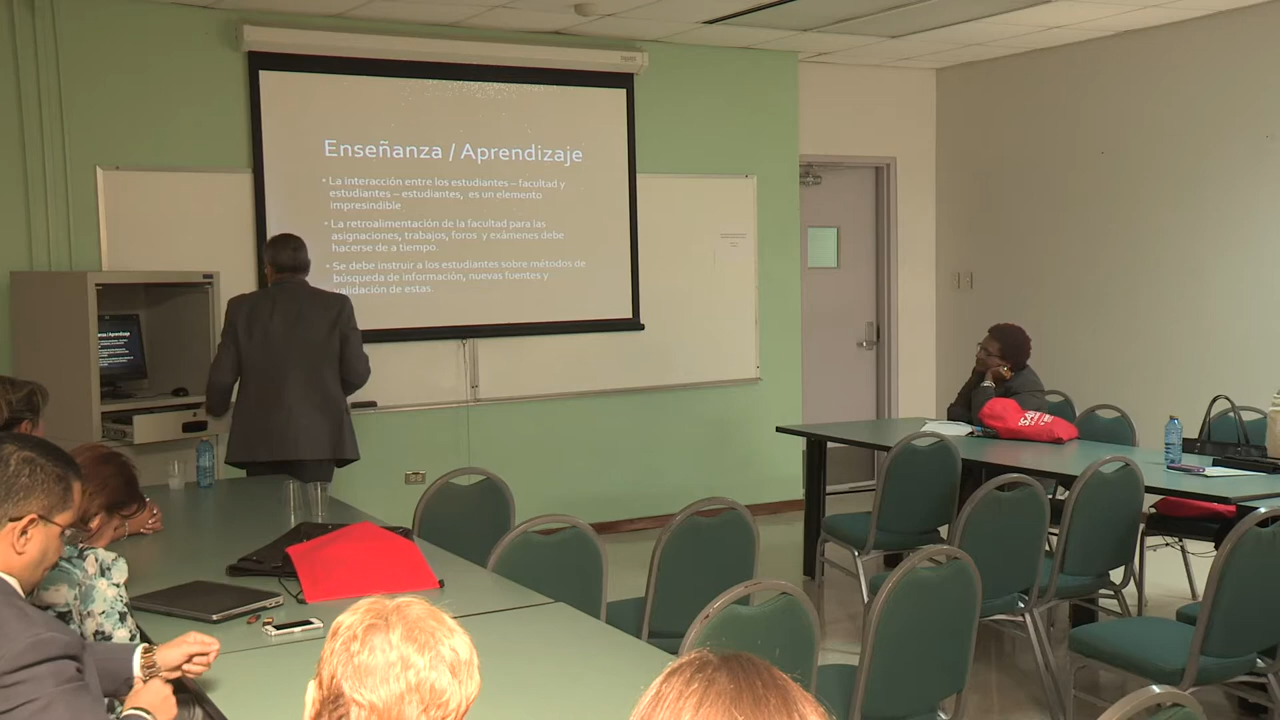 Enseñanza / Aprendizaje
• La interacción entre los estudiantes – facultad y
estudiantes – estudiantes, es un elemento
impresindible
• La retroalimentación de la facultad para las
asignaciones, trabajos, foros y exámenes debe
hacerse de a tiempo.
• Se debe instruir a los estudiantes sobre métodos de
búsqueda de información, nuevas fuentes y
validación de estas.